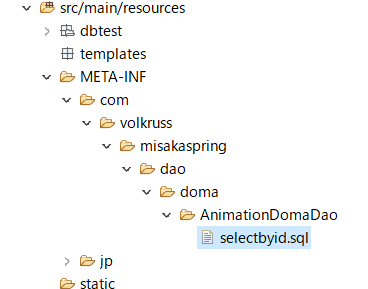 src/main/resources
dbtest
templates
META-INF
com
volkruss
misakaspring
dao
doma
AnimationDomaDao
selectbyid.sql
jp
static